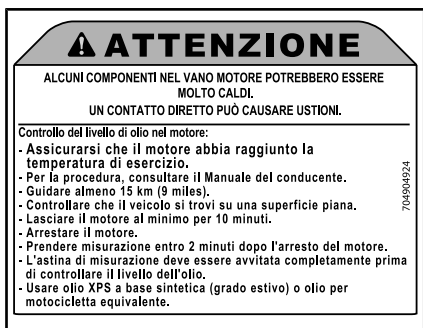 ATTENZIONE
ALCUNI COMPONENTI NEL VANO MOTORE POTREBBERO ESSERE
MOLTO CALDI.
UN CONTATTO DIRETTO PUÒ CAUSARE USTIONI.
Controllo del livello di olio nel motore:
- Assicurarsi che il motore abbia raggiunto la
temperatura di esercizio.
- Per la procedura, consultare il Manuale del conducente.
- Guidare almeno 15 km (9 miles).
- Controllare che il veicolo si trovi su una superficie piana.
- Lasciare il motore al minimo per 10 minuti.
- Arrestare il motore.
- Prendere misurazione entro 2 minuti dopo l'arresto del motore.
- L'astina di misurazione deve essere avvitata completamente prima
di controllare il livello dell'olio.
- Usare olio XPS a base sintetica (grado estivo) o olio per
motocicletta equivalente.
704904924